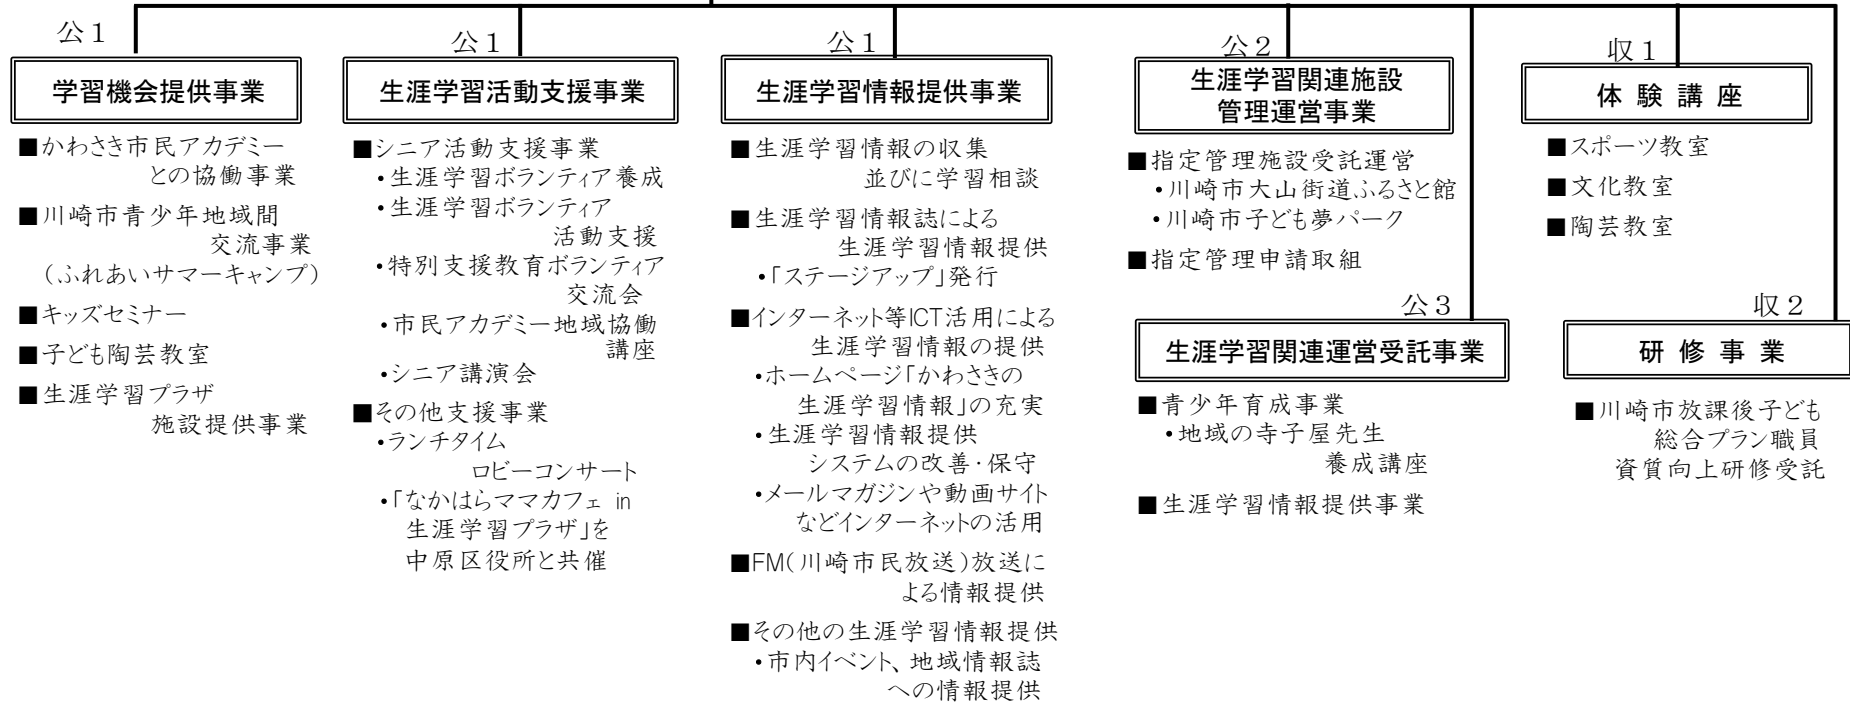 公１
学習機会提供事業
■かわさき市民アカデミー
との協働事業
■川崎市青少年地域間
交流事業
（ふれあいサマーキャンプ）
■キッズセミナー
■子ども陶芸教室
■生涯学習プラザ
施設提供事業
公１
生涯学習活動支援事業
■シニア活動支援事業
・生涯学習ボランティア養成
・生涯学習ボランティア
活動支援
・特別支援教育ボランティア
交流会
・市民アカデミー地域協働
講座
・シニア講演会
■その他支援事業
・ランチタイム
ロビーコンサート
・「なかはらママカフェ in
生涯学習プラザ」を
中原区役所と共催
公１
生涯学習情報提供事業
■生涯学習情報の収集
並びに学習相談
■生涯学習情報誌による
生涯学習情報提供
・「ステージアップ」発行
■インターネット等ICT活用による
生涯学習情報の提供
・ホームページ「かわさきの
生涯学習情報」の充実
・生涯学習情報提供
システムの改善・保守
・メールマガジンや動画サイト
などインターネットの活用
■FM（川崎市民放送）放送に
よる情報提供
■その他の生涯学習情報提供
・市内イベント、地域情報誌
への情報提供
公２
生涯学習関連施設
管理運営事業
■指定管理施設受託運営
・川崎市大山街道ふるさと館
・川崎市子ども夢パーク
■指定管理申請取組
公３
生涯学習関連運営受託事業
■青少年育成事業
・地域の寺子屋先生
養成講座
■生涯学習情報提供事業
収１
体 験 講 座
■スポーツ教室
■文化教室
■陶芸教室
収２
研 修 事 業
■川崎市放課後子ども
総合プラン職員
資質向上研修受託